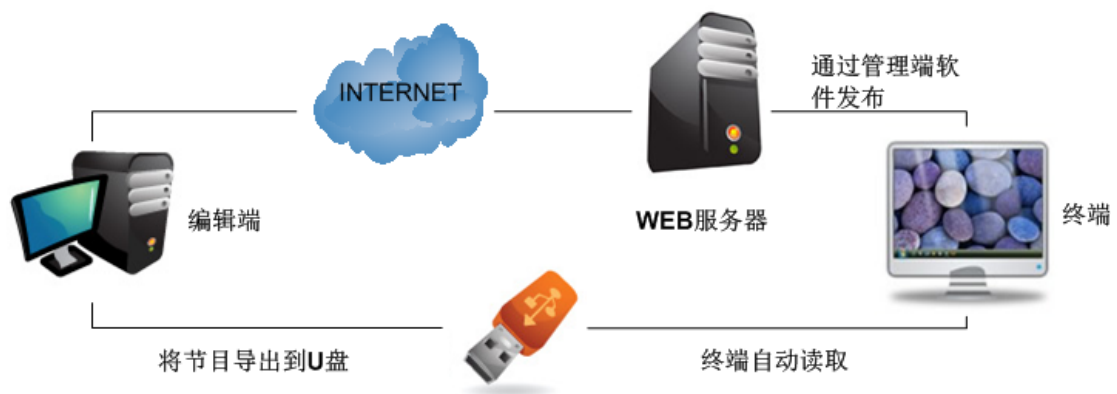 INTERNET
通过管理端软
件发布
编辑端
WEB服务器
终端
将节目导出到U盘
终端自动读取